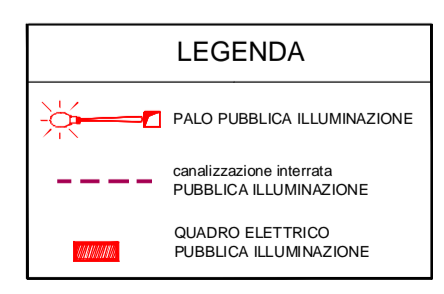 LEGENDA
PALO PUBBLICA ILLUMINAZIONE
canalizzazione interrata
PUBBLICA ILLUMINAZIONE
QUADRO ELETTRICO
PUBBLICA ILLUMINAZIONE